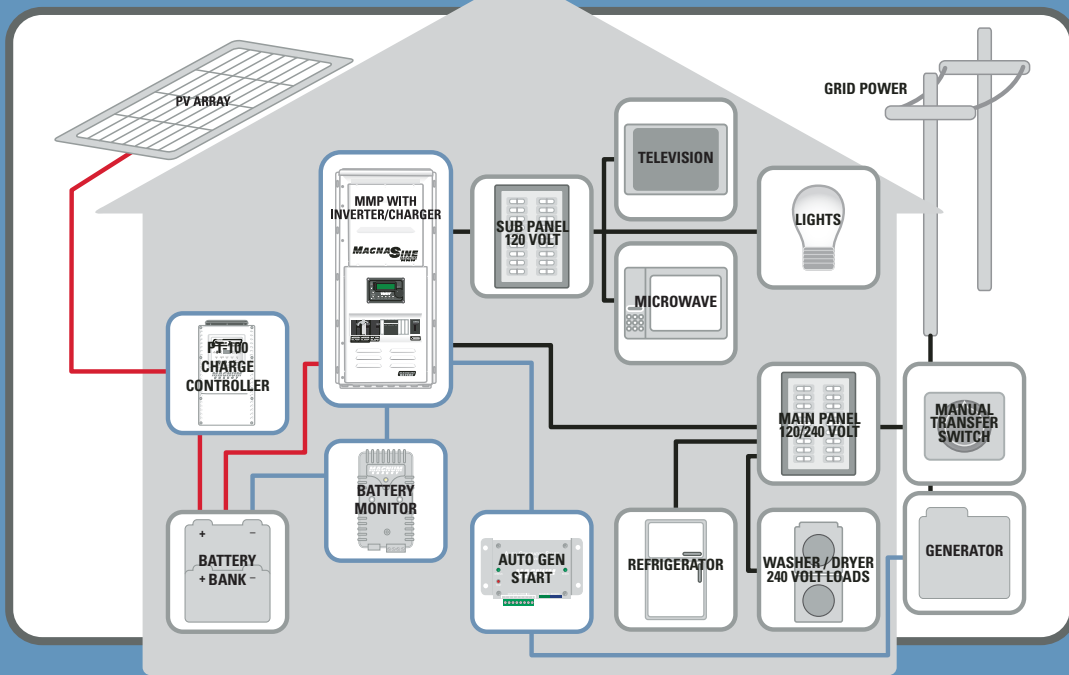 PV ARRAY
GRID POWER
TELEVISION
MMP WITH
INVERTER/CHARGER
MAGNASINE
SUB PANEL
120 VOLT
LIGHTS
MICROWAVE
PT-100
CHARGE
CONTROLLER
MAIN PANEL
120/240 VOLT
MANUAL
TRANSFER
SWITCH
BATTERY
MONITOR
+ −
BATTERY
+ BANK −
AUTO GEN
START
REFRIGERATOR
WASHER / DRYER
240 VOLT LOADS
GENERATOR